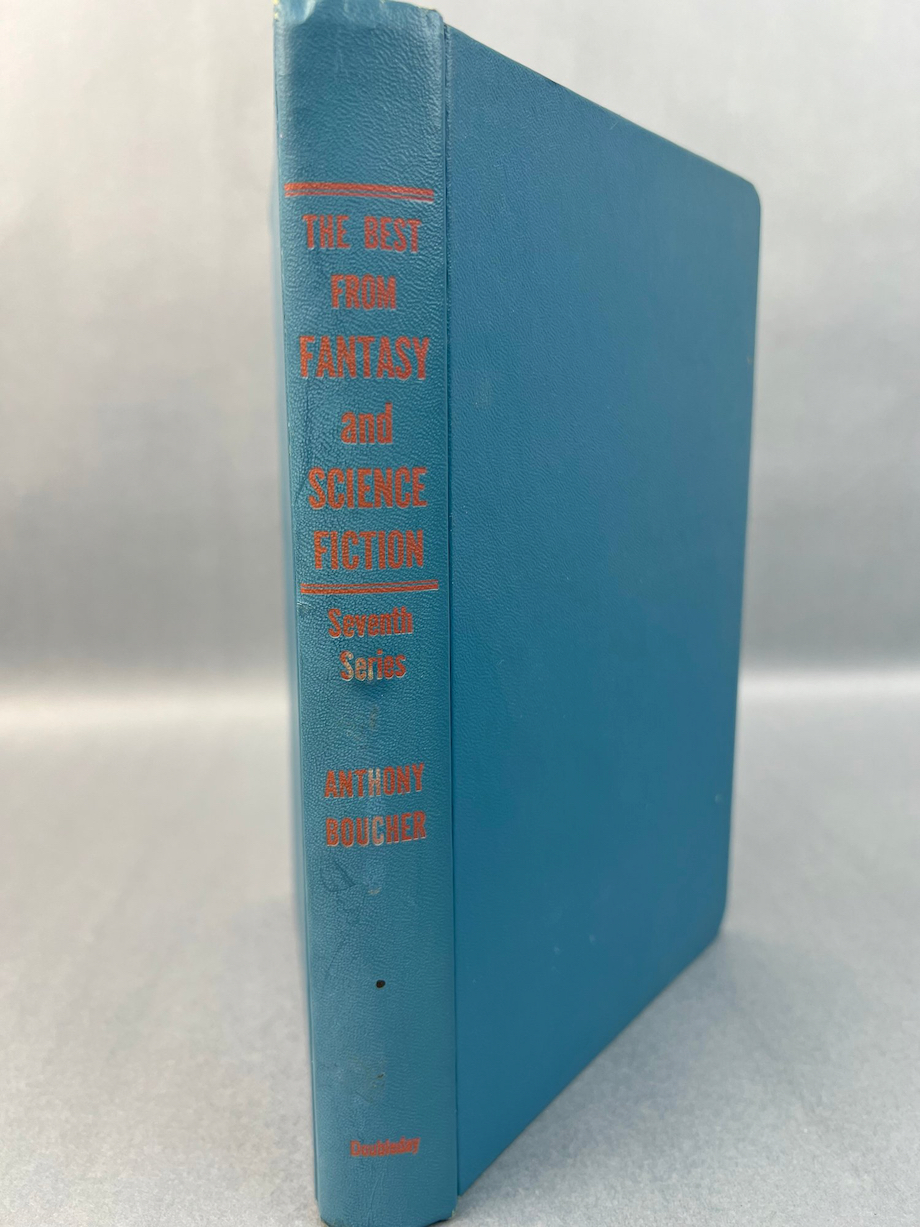 THE BEST
FROM
FANTASY
and
SCIENCE
FICTION
Seventh
Series
ANTHONY
BOUCHER
Doubleday